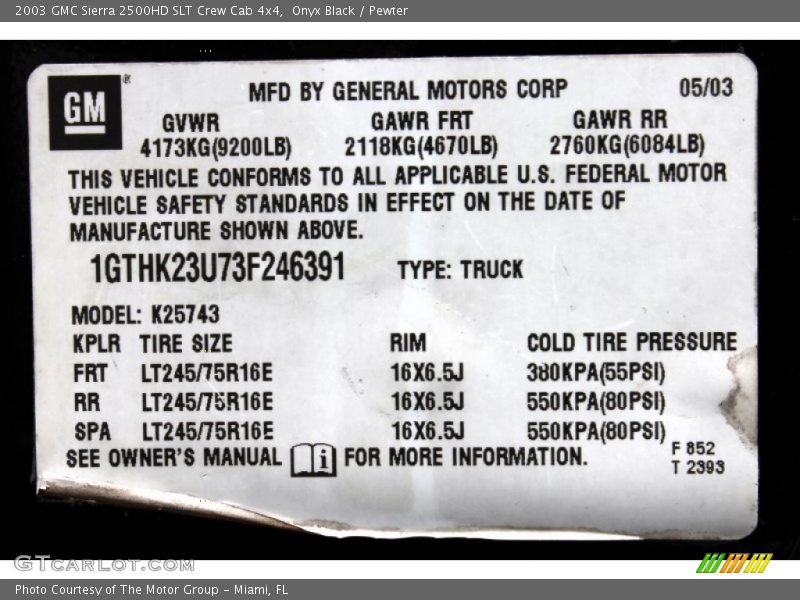 2003 GMC Sierra 2500HD SLT Crew Cab 4x4,  Onyx Black / Pewter
GM ®
MFD BY GENERAL MOTORS CORP 05/03
GVWR GAWR FRT GAWR RR
4173KG(9200LB) 2118KG(4670LB) 2760KG(6084LB)
THIS VEHICLE CONFORMS TO ALL APPLICABLE U.S. FEDERAL MOTOR
VEHICLE SAFETY STANDARDS IN EFFECT ON THE DATE OF
MANUFACTURE SHOWN ABOVE.
1GTHK23U73F246391 TYPE: TRUCK
MODEL: K25743
KPLR TIRE SIZE RIM COLD TIRE PRESSURE
FRT LT245/75R16E 16X6.5J 380KPA(55PSI)
RR LT245/75R16E 16X6.5J 550KPA(80PSI)
SPA LT245/75R16E 16X6.5J 550KPA(80PSI)
SEE OWNER'S MANUAL i FOR MORE INFORMATION.
F 852
T 2393
GTCARLOT.COM
Photo Courtesy of The Motor Group - Miami, FL